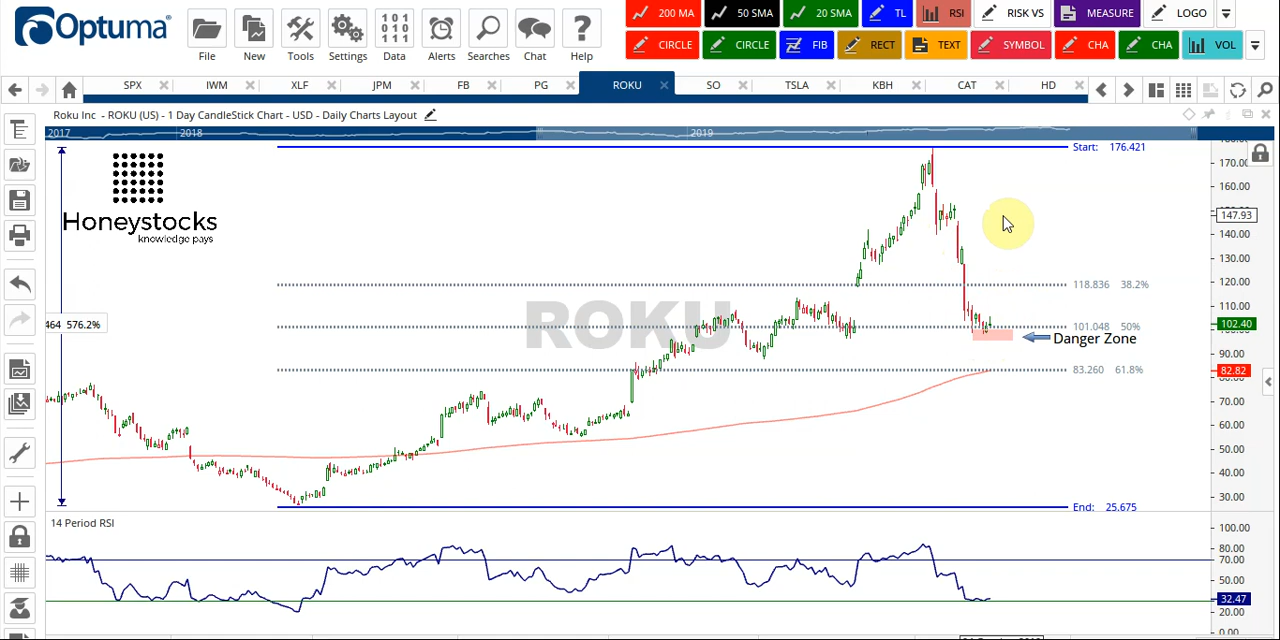 Optuma®
File
New
Tools
Settings
101
010
111
Data
Alerts
Searches
Chat
?
Help
200 MA
50 SMA
20 SMA
TL
RSI
RISK VS
MEASURE
LOGO
CIRCLE
CIRCLE
FIB
RECT
TEXT
SYMBOL
CHA
CHA
VOL
SPX
IWM
XLF
JPM
FB
PG
ROKU
SO
TSLA
KBH
CAT
HD
Roku Inc - ROKU (US) - 1 Day CandleStick Chart - USD - Daily Charts Layout
2017
2018
2019
Honeystocks
knowledge pays
Start: 176.421
170.00
160.00
147.93
140.00
130.00
118.836 38.2%
120.00
110.00
464 576.2%
ROKU
101.048 50%
102.40
Danger Zone
90.00
83.260 61.8%
82.82
70.00
60.00
50.00
40.00
30.00
End: 25.675
14 Period RSI
100.00
80.00
70.00
50.00
32.47
20.00
0.00